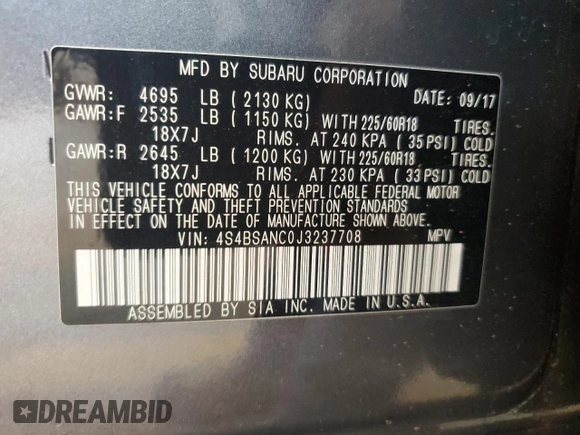 MFD BY SUBARU CORPORATION
GVWR: 4695 LB ( 2130 KG) DATE: 09/17
GAWR:F 2535 LB ( 1150 KG) WITH 225/60R18 TIRES.
18X7J RIMS. AT 240 KPA ( 35 PSI) COLD
GAWR:R 2645 LB ( 1200 KG) WITH 225/60R18 TIRES.
18X7J RIMS. AT 230 KPA ( 33 PSI) COLD
THIS VEHICLE CONFORMS TO ALL APPLICABLE FEDERAL MOTOR
VEHICLE SAFETY AND THEFT PREVENTION STANDARDS
IN EFFECT ON THE DATE OF MANUFACTURE SHOWN ABOVE.
VIN: 4S4BSANC0J3237708 MPV
ASSEMBLED BY SIA INC. MADE IN U.S.A.
DREAMBID